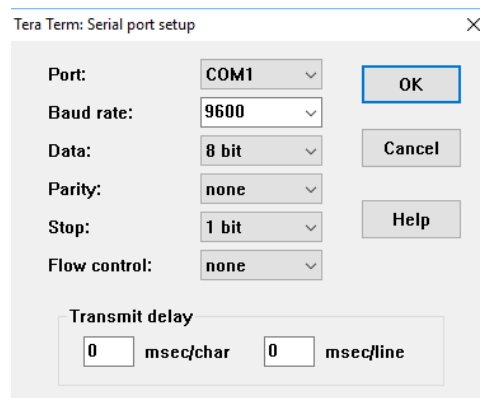 Tera Term: Serial port setup
Port: COM1 OK
Baud rate: 9600
Data: 8 bit Cancel
Parity: none
Stop: 1 bit Help
Flow control: none
Transmit delay
0 msec/char 0 msec/line